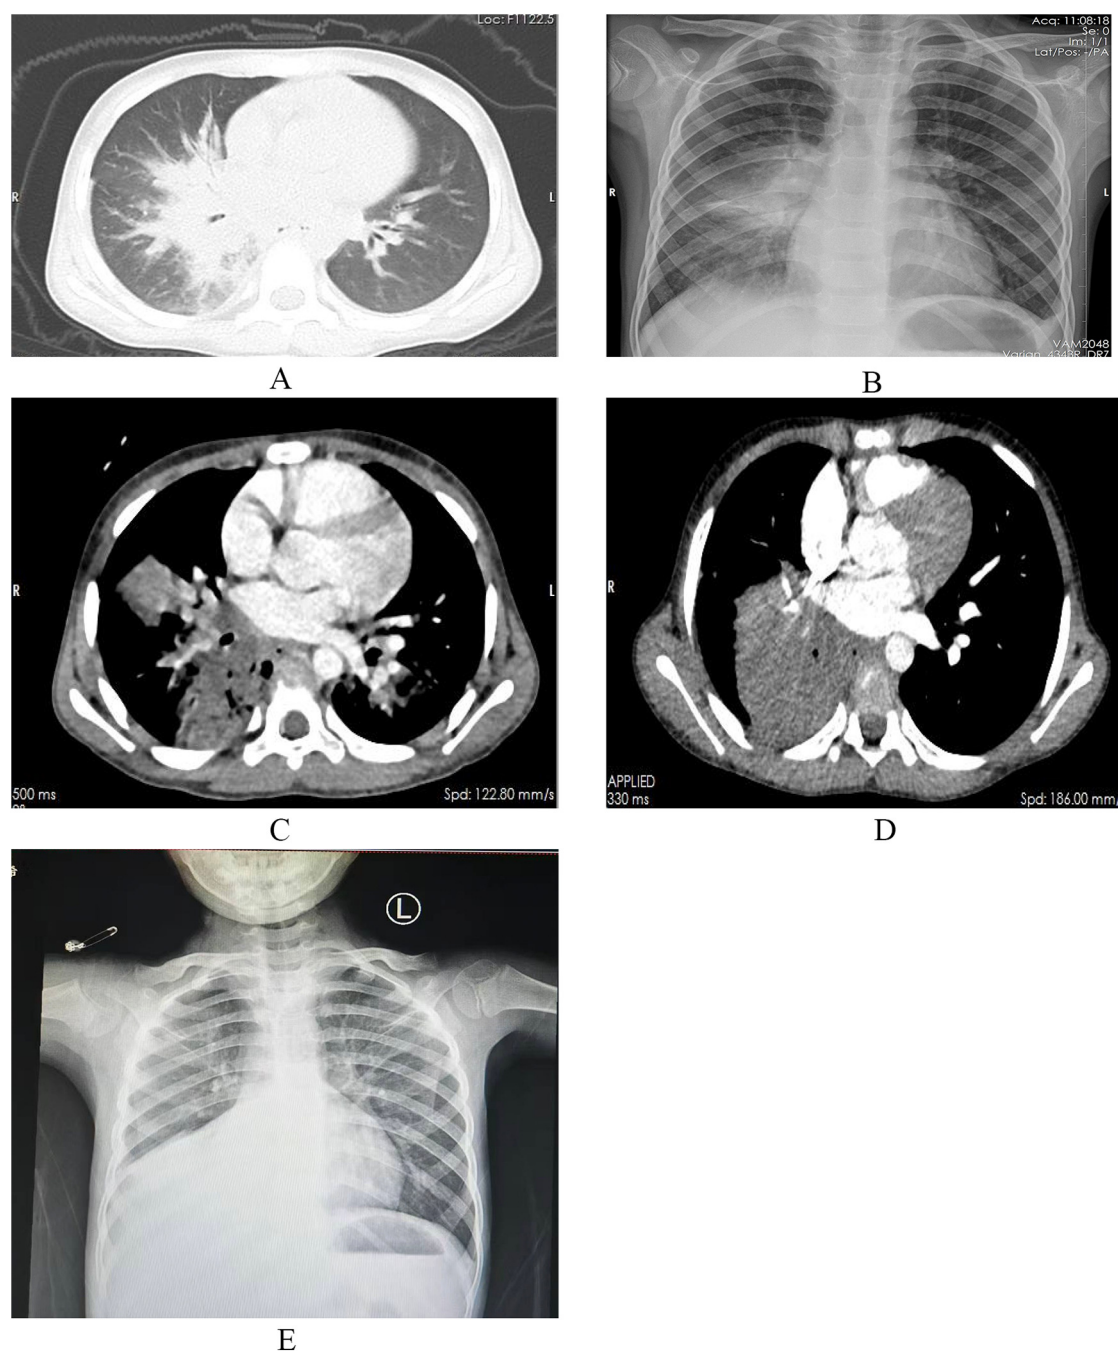 Loc: F1122.5
R
L
A
Acq: 11:08:18
Se: 0
Im: 1/1
Lat/Pos: -/PA
R
L
VAM2048
Varian_4343R_DR7
B
R
L
500 ms
Spd: 122.80 mm/s
C
R
APPLIED
330 ms
Spd: 186.00 mm/
D
L
E